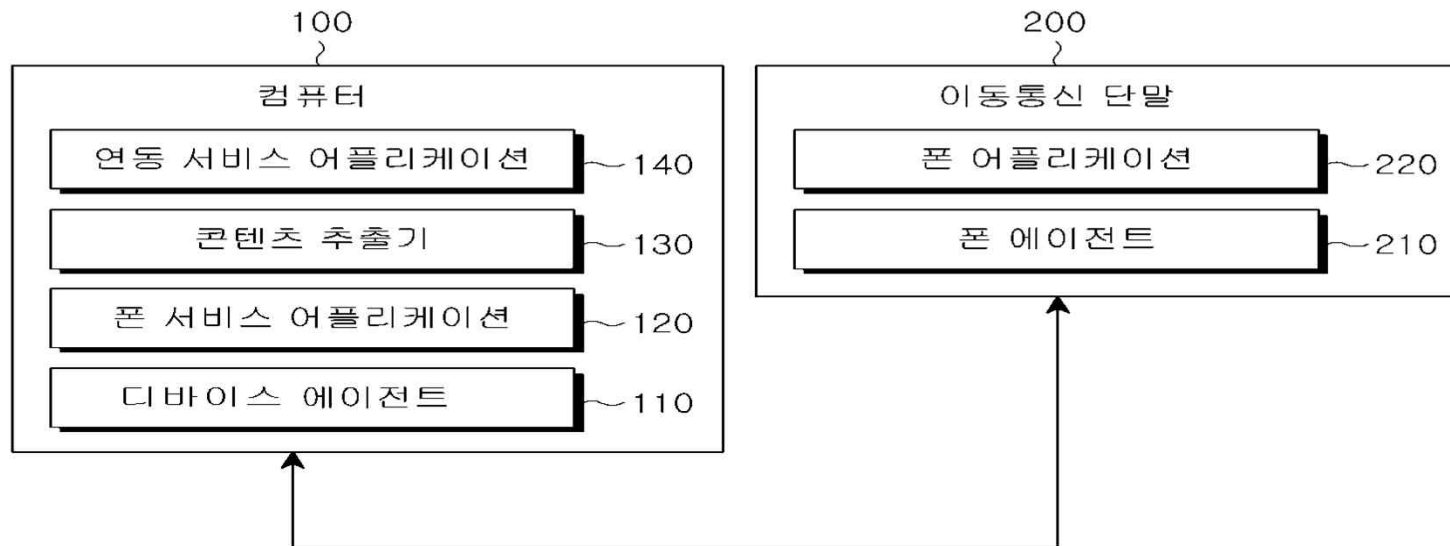 100
컴퓨터
연동 서비스 어플리케이션
140
콘텐츠 추출기
130
폰 서비스 어플리케이션
120
디바이스 에이전트
110
200
이동통신 단말
폰 어플리케이션
220
폰 에이전트
210